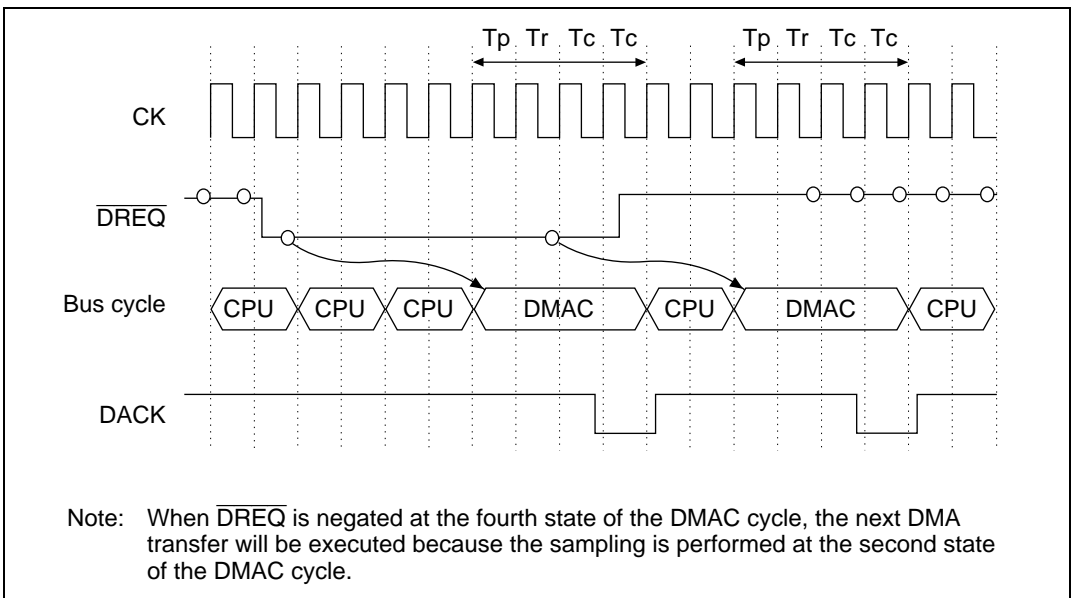 Tp Tr Tc Tc Tp Tr Tc Tc
CK
DREQ
Bus cycle CPU CPU CPU DMAC CPU DMAC CPU
DACK
Note: When DREQ is negated at the fourth state of the DMAC cycle, the next DMA
transfer will be executed because the sampling is performed at the second state
of the DMAC cycle.